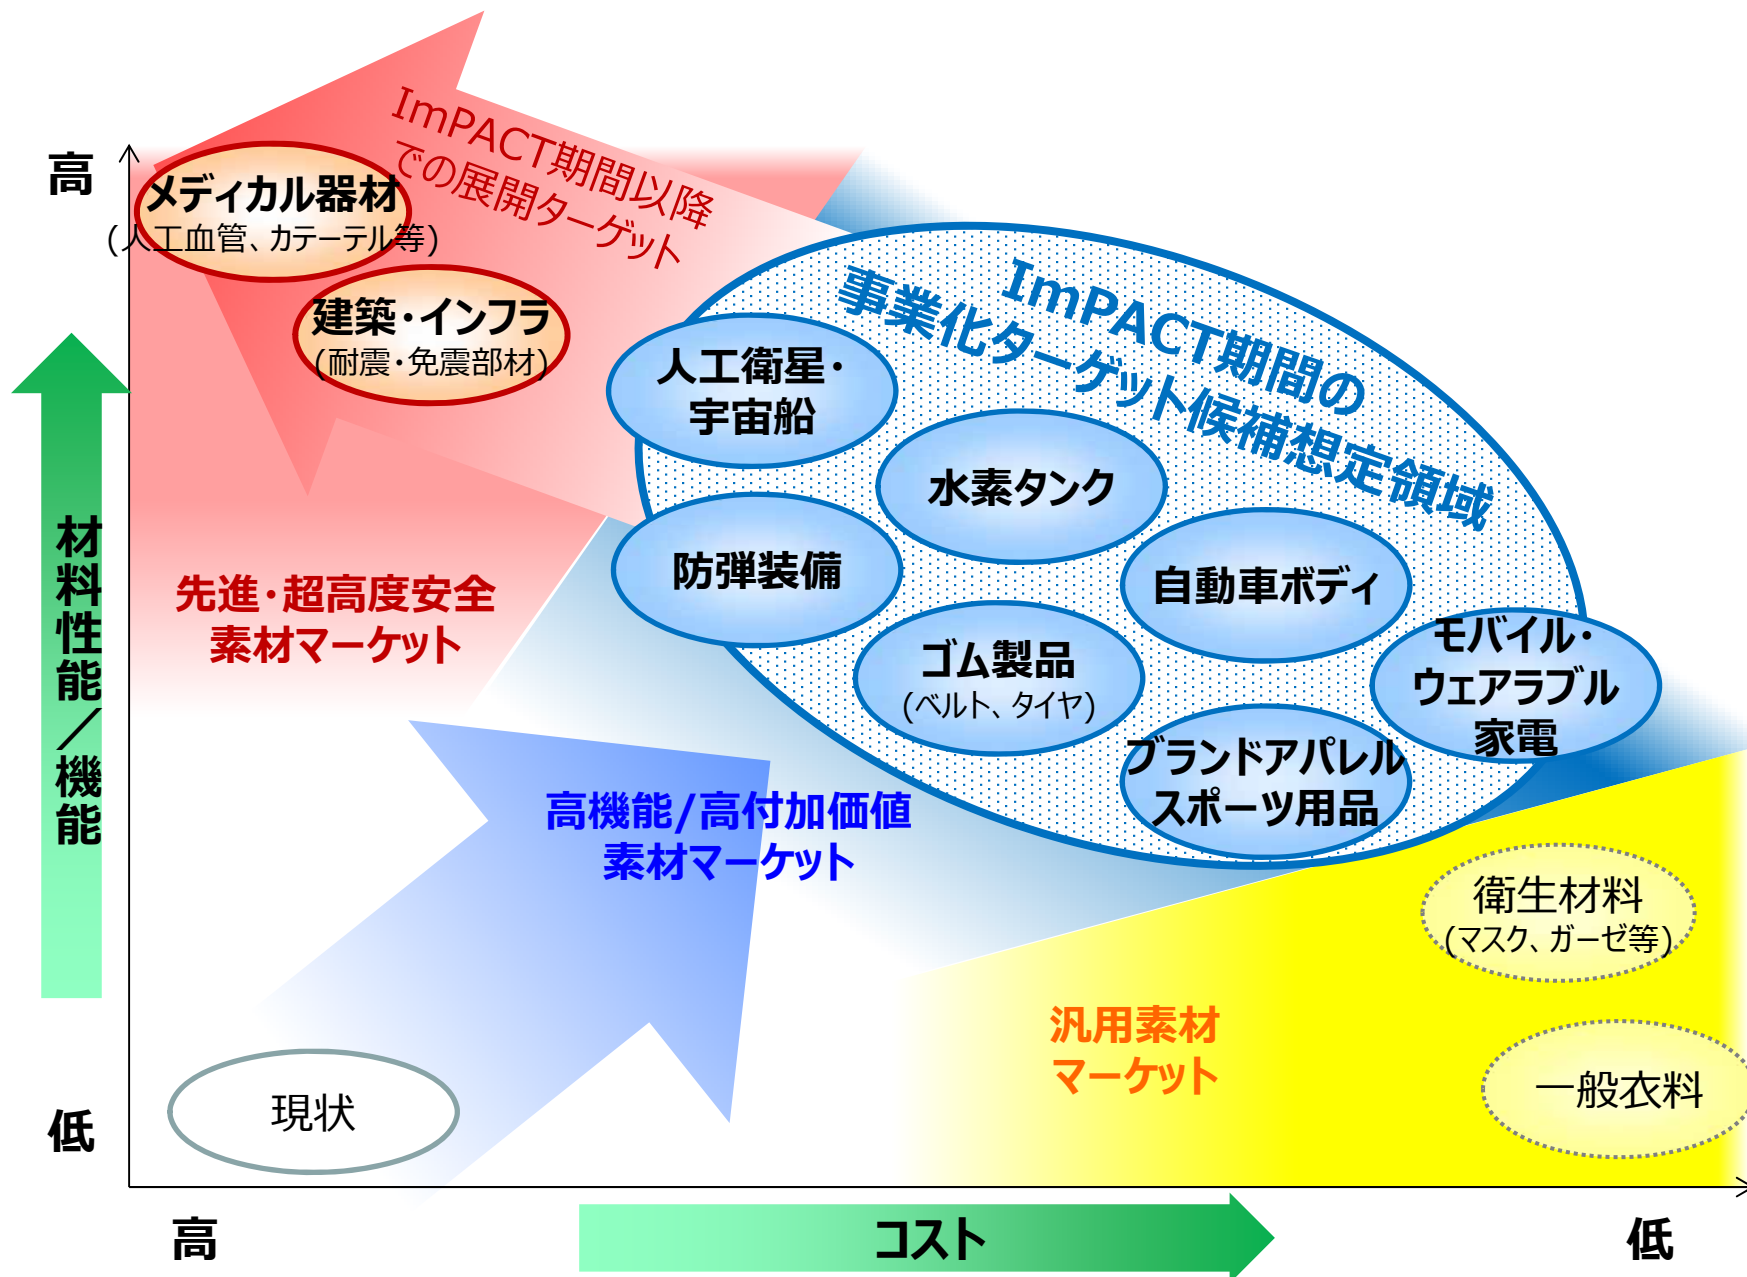 高
材料性能／機能
低
ImPACT期間以降
での展開ターゲット
メディカル器材
(人工血管、カテーテル等)
建築・インフラ
(耐震・免震部材)
先進・超高度安全
素材マーケット
ImPACT期間の
事業化ターゲット候補想定領域
人工衛星・
宇宙船
水素タンク
防弾装備
自動車ボディ
ゴム製品
(ベルト、タイヤ)
モバイル・
ウェアラブル
家電
ブランドアパレル
スポーツ用品
高機能/高付加価値
素材マーケット
衛生材料
(マスク、ガーゼ等)
汎用素材
マーケット
一般衣料
現状
高
コスト
低